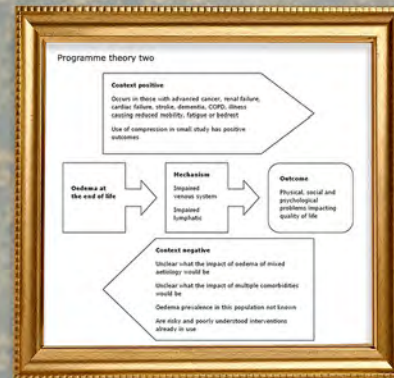 Programme theory two
Context positive
Occurs in those with advanced cancer, renal failure,
cardiac failure, stroke, dementia, COPD, illness
causing reduced mobility, fatigue or bedrest
Use of compression in small study has positive
outcomes
Oedema at
the end of life
Mechanism
Impaired
venous system
Impaired
lymphatic
Outcome
Physical, social and
psychological
problems impacting
quality of life
Context negative
Unclear what the impact of oedema of mixed
aetiology would be
Unclear what the impact of multiple comorbidities
would be
Oedema prevalence in this population not known
Are risky and poorly understood interventions
already in use